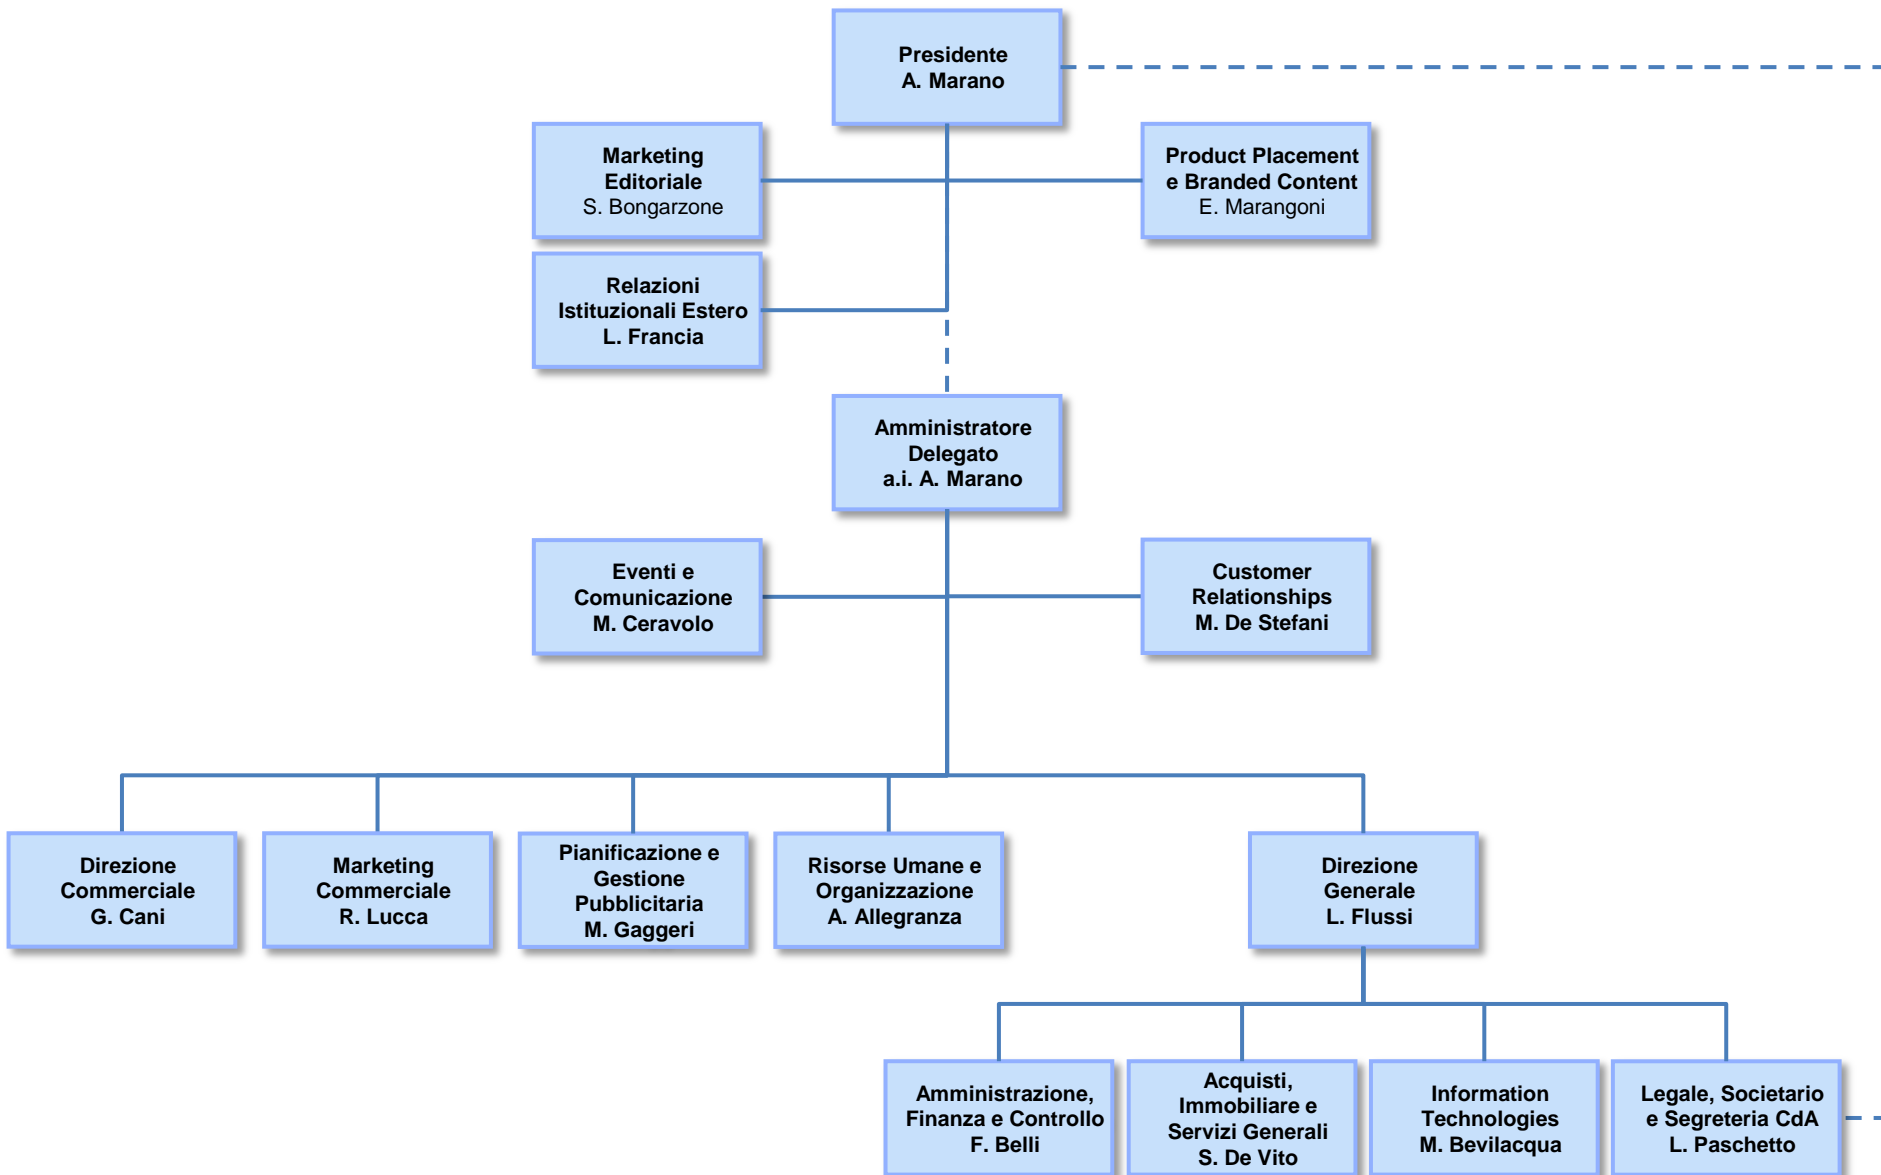 Presidente
A. Marano
Marketing
Editoriale
S. Bongarzone
Product Placement
e Branded Content
E. Marangoni
Relazioni
Istituzionali Estero
L. Francia
Amministratore
Delegato
a.i. A. Marano
Eventi e
Comunicazione
M. Ceravolo
Customer
Relationships
M. De Stefani
Direzione
Commerciale
G. Cani
Marketing
Commerciale
R. Lucca
Pianificazione e
Gestione
Pubblicitaria
M. Gaggeri
Risorse Umane e
Organizzazione
A. Allegranza
Direzione
Generale
L. Flussi
Amministrazione,
Finanza e Controllo
F. Belli
Acquisti,
Immobiliare e
Servizi Generali
S. De Vito
Information
Technologies
M. Bevilacqua
Legale, Societario
e Segreteria CdA
L. Paschetto